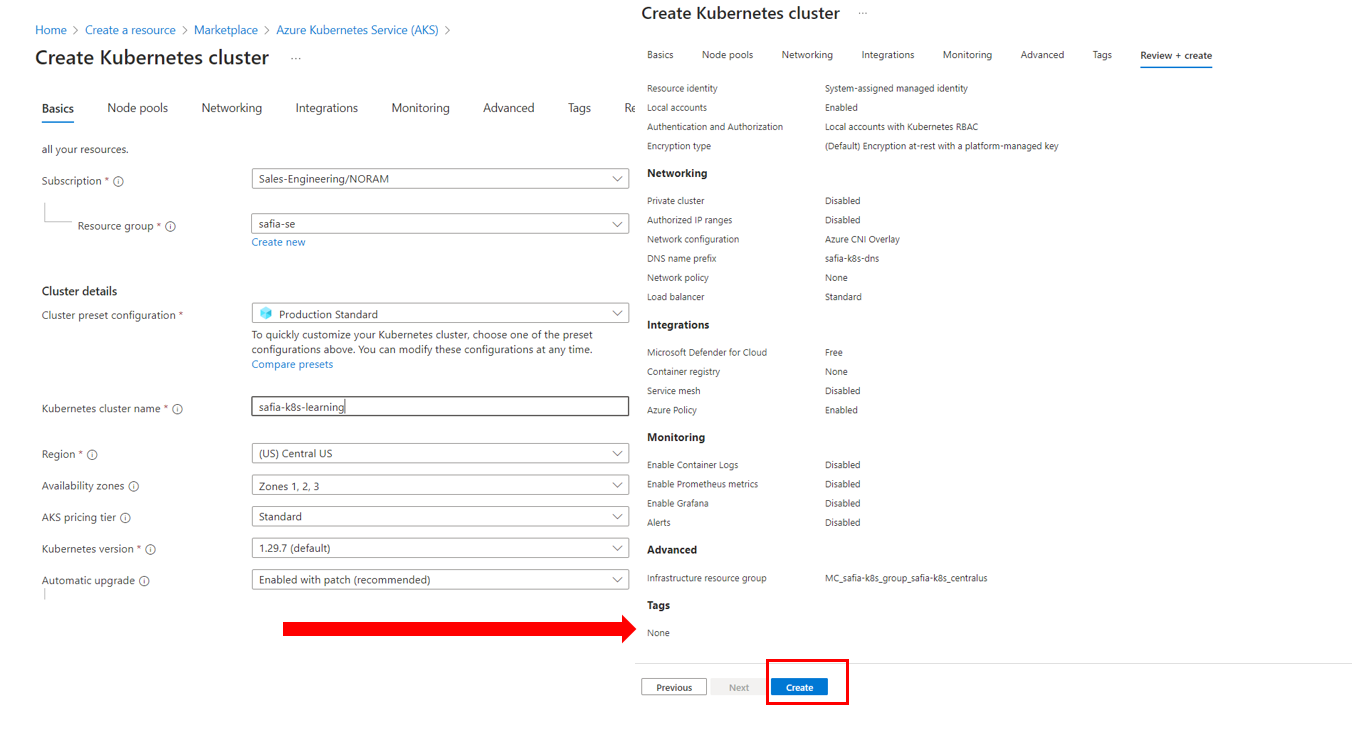 Home > Create a resource > Marketplace > Azure Kubernetes Service (AKS) >
Create Kubernetes cluster ...
Basics Node pools Networking Integrations Monitoring Advanced Tags Re
all your resources.
Subscription *
Sales-Engineering/NORAM
Resource group *
safia-se
Create new
Cluster details
Cluster preset configuration *
Production Standard
To quickly customize your Kubernetes cluster, choose one of the preset
configurations above. You can modify these configurations at any time.
Compare presets
Kubernetes cluster name *
safia-k8s-learning
Region *
(US) Central US
Availability zones
Zones 1, 2, 3
AKS pricing tier
Standard
Kubernetes version *
1.29.7 (default)
Automatic upgrade
Enabled with patch (recommended)
Create Kubernetes cluster ...
Basics Node pools Networking Integrations Monitoring Advanced Tags Review + create
Resource identity System-assigned managed identity
Local accounts Enabled
Authentication and Authorization Local accounts with Kubernetes RBAC
Encryption type (Default) Encryption at-rest with a platform-managed key
Networking
Private cluster Disabled
Authorized IP ranges Disabled
Network configuration Azure CNI Overlay
DNS name prefix safia-k8s-dns
Network policy None
Load balancer Standard
Integrations
Microsoft Defender for Cloud Free
Container registry None
Service mesh Disabled
Azure Policy Enabled
Monitoring
Enable Container Logs Disabled
Enable Prometheus metrics Disabled
Enable Grafana Disabled
Alerts Disabled
Advanced
Infrastructure resource group MC_safia-k8s_group_safia-k8s_centralus
Tags
None
Previous Next Create